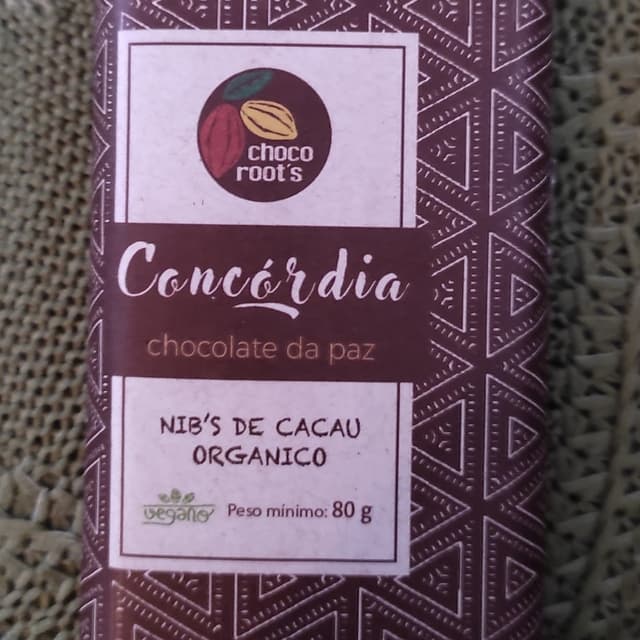 choco
root's
Concórdia
chocolate da paz
NIB'S DE CACAU
ORGANICO
vegano Peso mínimo: 80 g